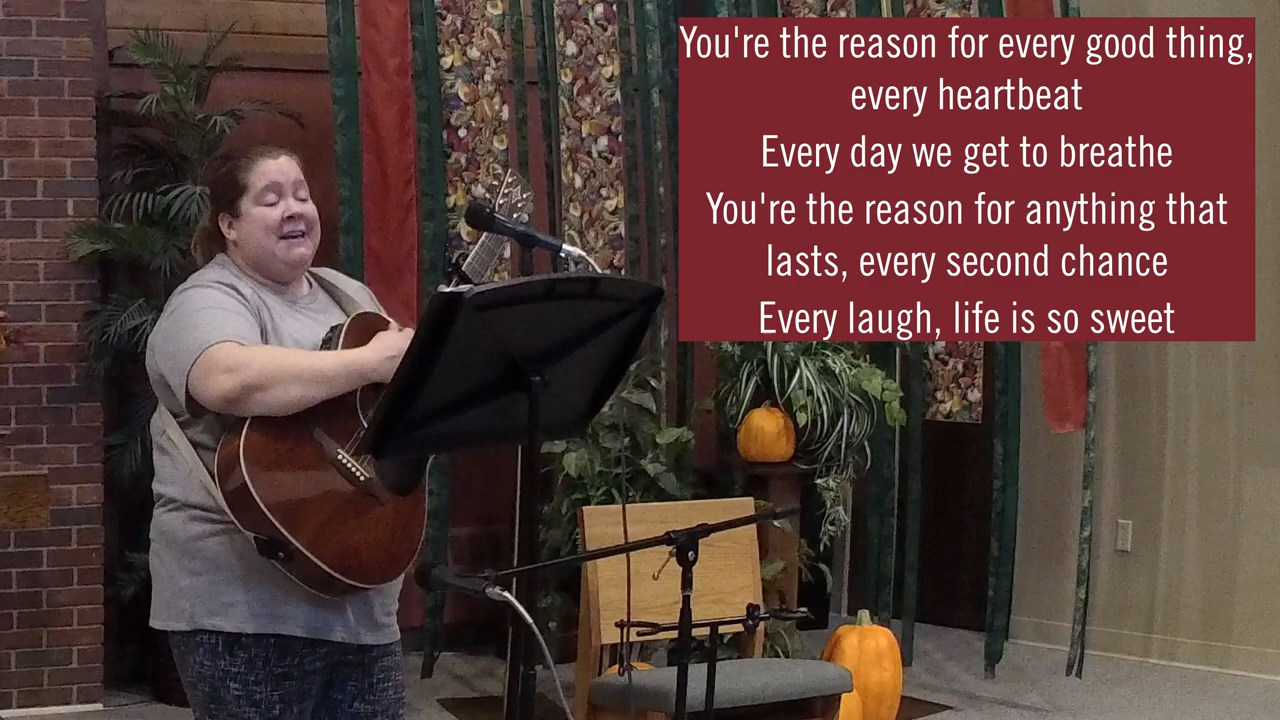 You're the reason for every good thing,
every heartbeat
Every day we get to breathe
You're the reason for anything that
lasts, every second chance
Every laugh, life is so sweet